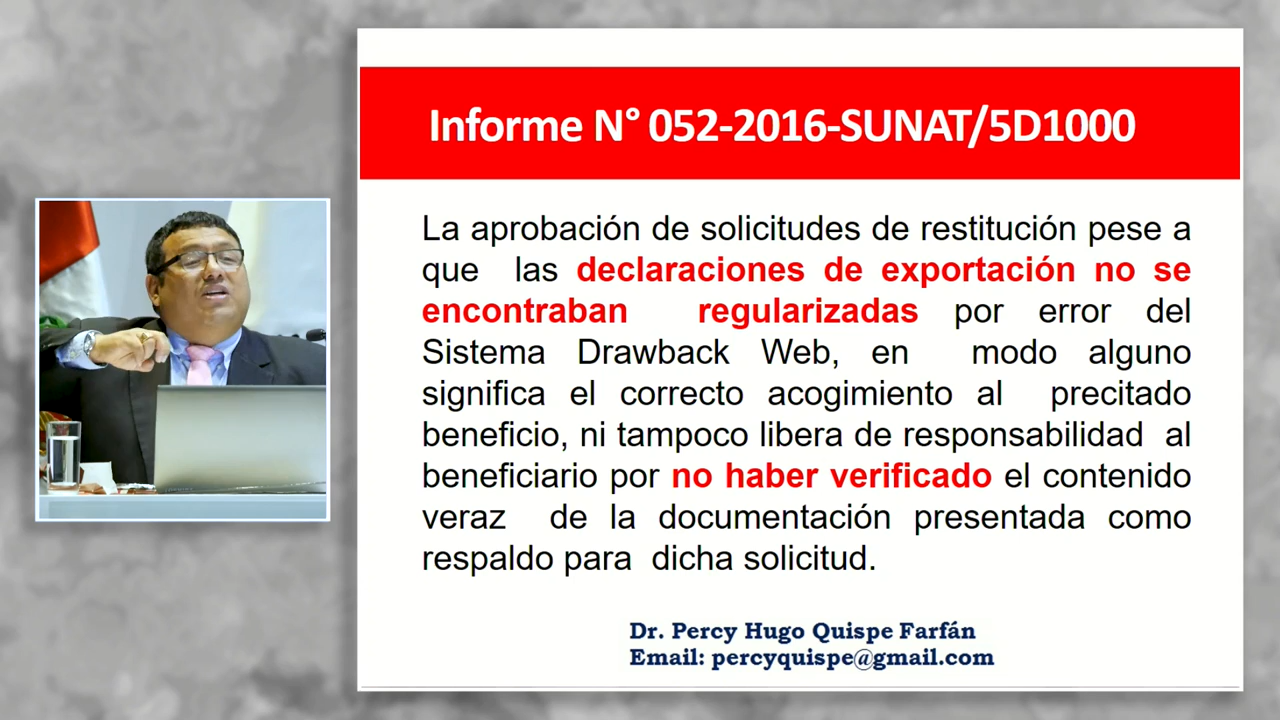 Informe N° 052-2016-SUNAT/5D1000
La aprobación de solicitudes de restitución pese a
que las declaraciones de exportación no se
encontraban regularizadas por error del
Sistema Drawback Web, en modo alguno
significa el correcto acogimiento al precitado
beneficio, ni tampoco libera de responsabilidad al
beneficiario por no haber verificado el contenido
veraz de la documentación presentada como
respaldo para dicha solicitud.
Dr. Percy Hugo Quispe Farfán
Email: percyquispe@gmail.com